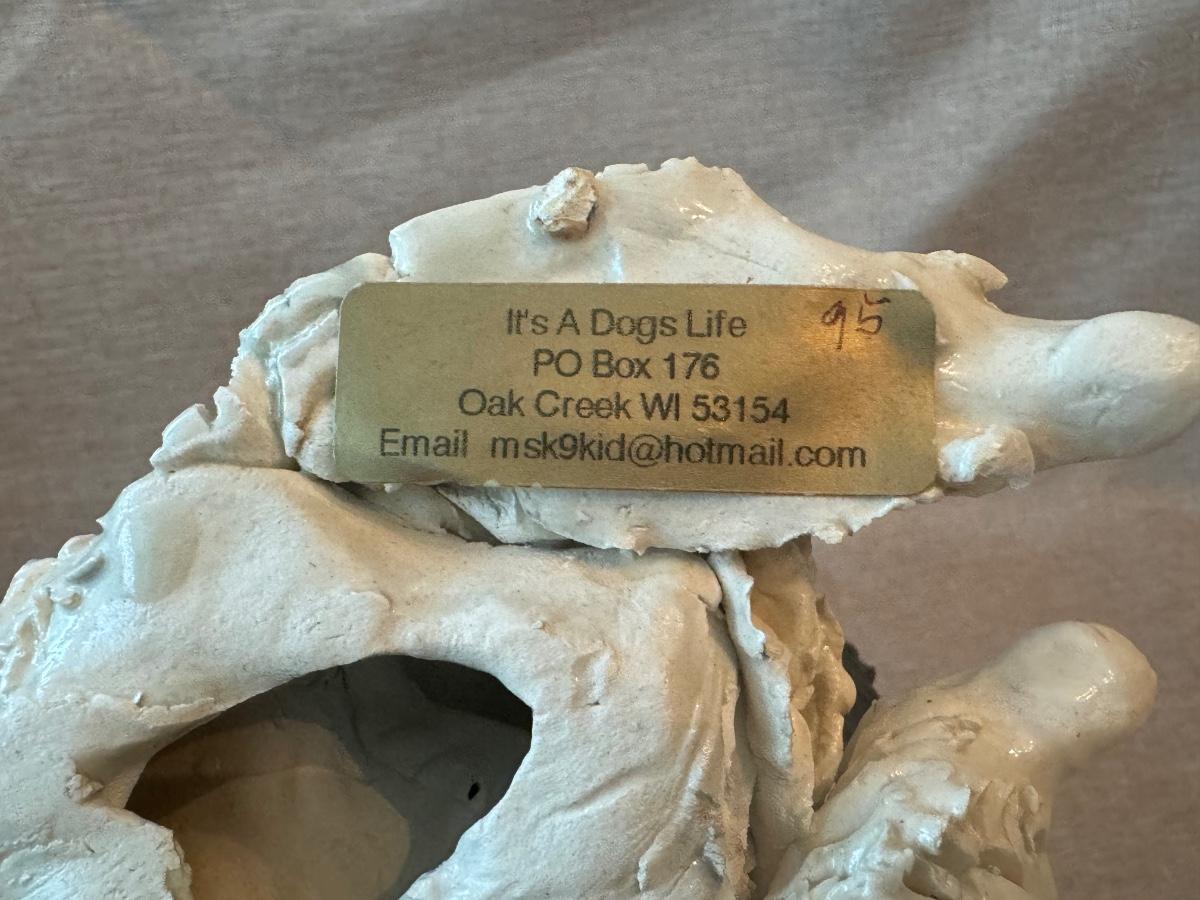 It's A Dogs Life
95
PO Box 176
Oak Creek WI 53154
Email msk9kid@hotmail.com